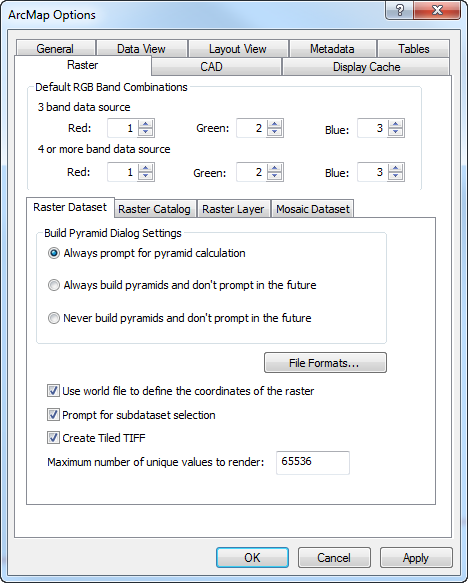 ArcMap Options
General Data View Layout View Metadata Tables
Raster CAD Display Cache
Default RGB Band Combinations
3 band data source
Red: 1 Green: 2 Blue: 3
4 or more band data source
Red: 1 Green: 2 Blue: 3
Raster Dataset Raster Catalog Raster Layer Mosaic Dataset
Build Pyramid Dialog Settings
Always prompt for pyramid calculation
Always build pyramids and don't prompt in the future
Never build pyramids and don't prompt in the future
File Formats...
Use world file to define the coordinates of the raster
Prompt for subdataset selection
Create Tiled TIFF
Maximum number of unique values to render: 65536
OK Cancel Apply